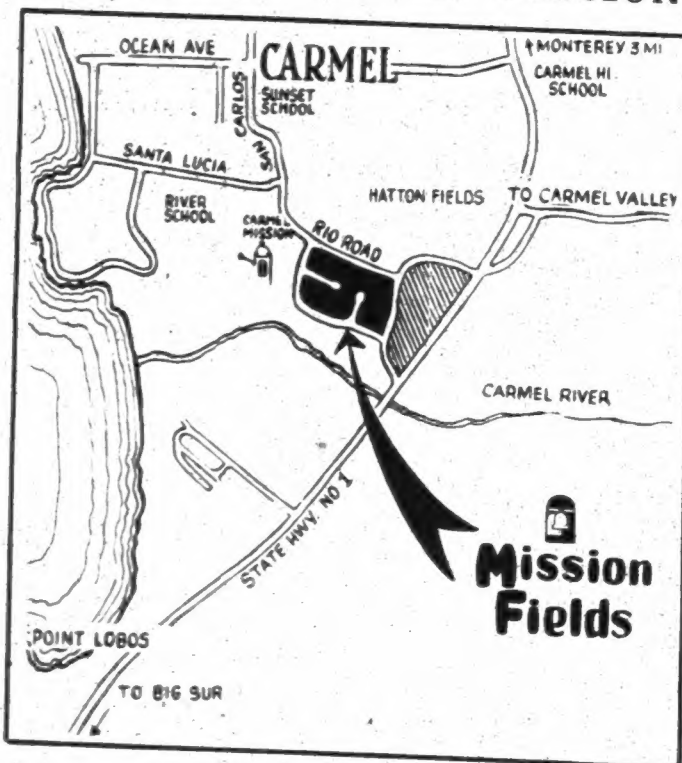 OCEAN AVE
CARMEL
↑ MONTEREY 3 MI
CARMEL HI.
SCHOOL
SAN CARLOS
SUNSET
SCHOOL
SANTA LUCIA
RIVER
SCHOOL
CARMEL
MISSION
RIO ROAD
HATTON FIELDS
TO CARMEL VALLEY
CARMEL RIVER
STATE HWY. NO 1
Mission
Fields
POINT LOBOS
TO BIG SUR